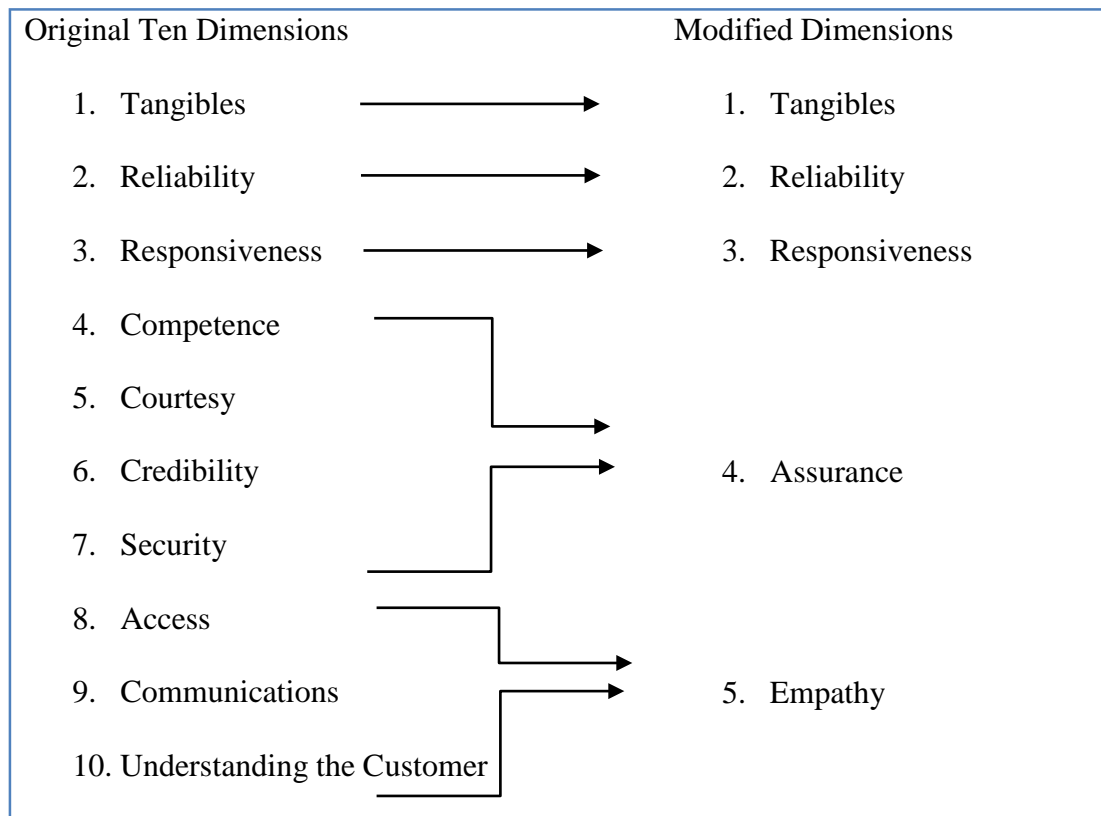 Original Ten Dimensions Modified Dimensions
1. Tangibles 1. Tangibles
2. Reliability 2. Reliability
3. Responsiveness 3. Responsiveness
4. Competence
5. Courtesy
6. Credibility 4. Assurance
7. Security
8. Access
9. Communications 5. Empathy
10. Understanding the Customer